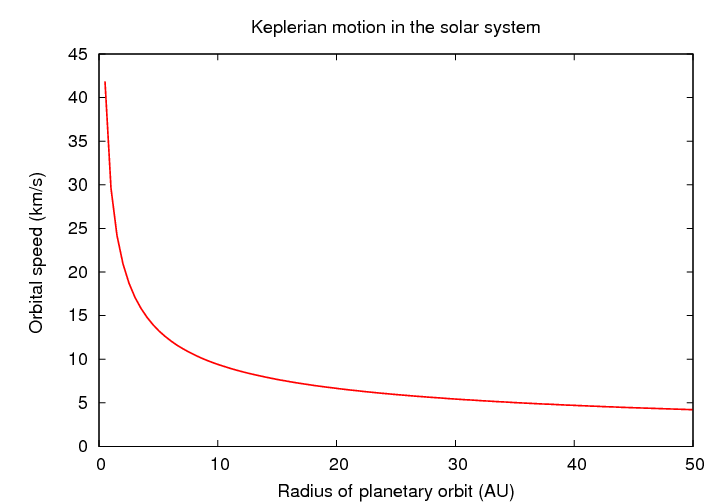 Keplerian motion in the solar system
45
40
35
30
25
20
15
10
5
0
0 10 20 30 40 50
Orbital speed (km/s)
Radius of planetary orbit (AU)